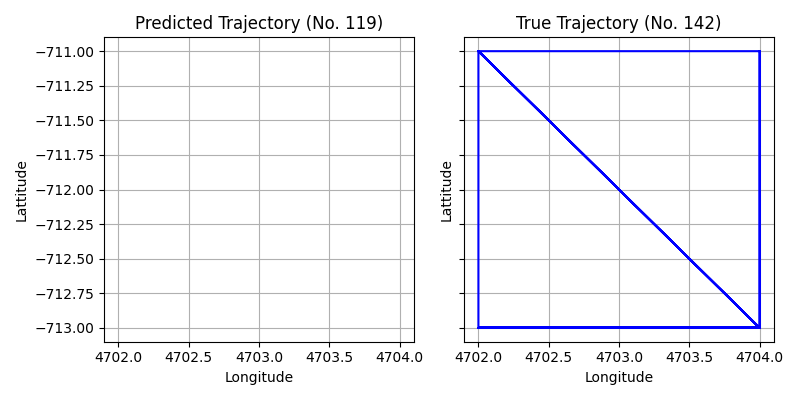 Predicted Trajectory (No. 119)
True Trajectory (No. 142)
−711.00
−711.25
−711.50
−711.75
−712.00
−712.25
−712.50
−712.75
−713.00
Lattitude
Lattitude
4702.0 4702.5 4703.0 4703.5 4704.0
4702.0 4702.5 4703.0 4703.5 4704.0
Longitude
Longitude